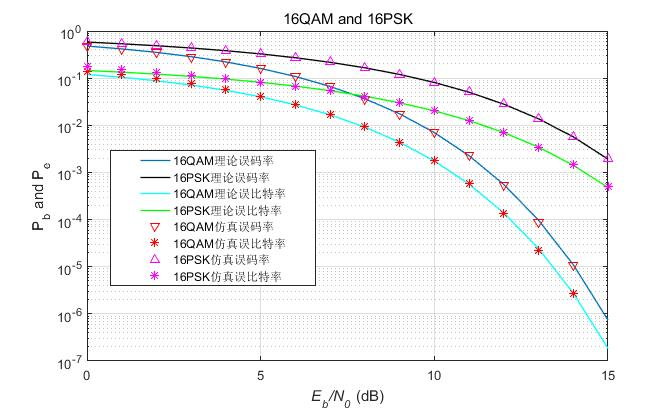 16QAM and 16PSK
10^0
10^-1
10^-2
10^-3
10^-4
10^-5
10^-6
10^-7
P_b and P_e
16QAM理论误码率
16PSK理论误码率
16QAM理论误比特率
16PSK理论误比特率
16QAM仿真误码率
16QAM仿真误比特率
16PSK仿真误码率
16PSK仿真误比特率
0 5 10 15
E_b/N_0 (dB)